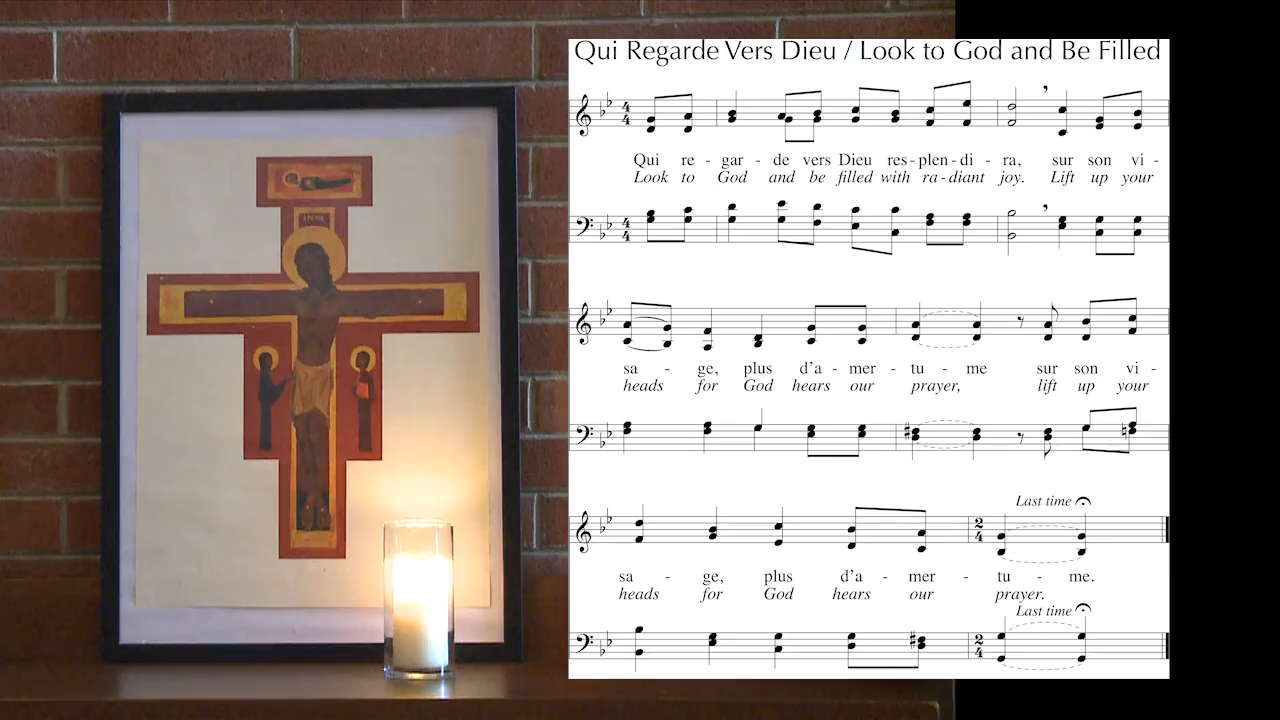 INRI
Qui Regarde Vers Dieu / Look to God and Be Filled
Qui re - gar - de vers Dieu res - plen - di - ra, sur son vi -
Look to God and be filled with ra - diant joy. Lift up your
sa - ge, plus d'a - mer - tu - me sur son vi -
heads for God hears our prayer, lift up your
Last time
sa - ge, plus d'a - mer - tu - me.
heads for God hears our prayer.
Last time